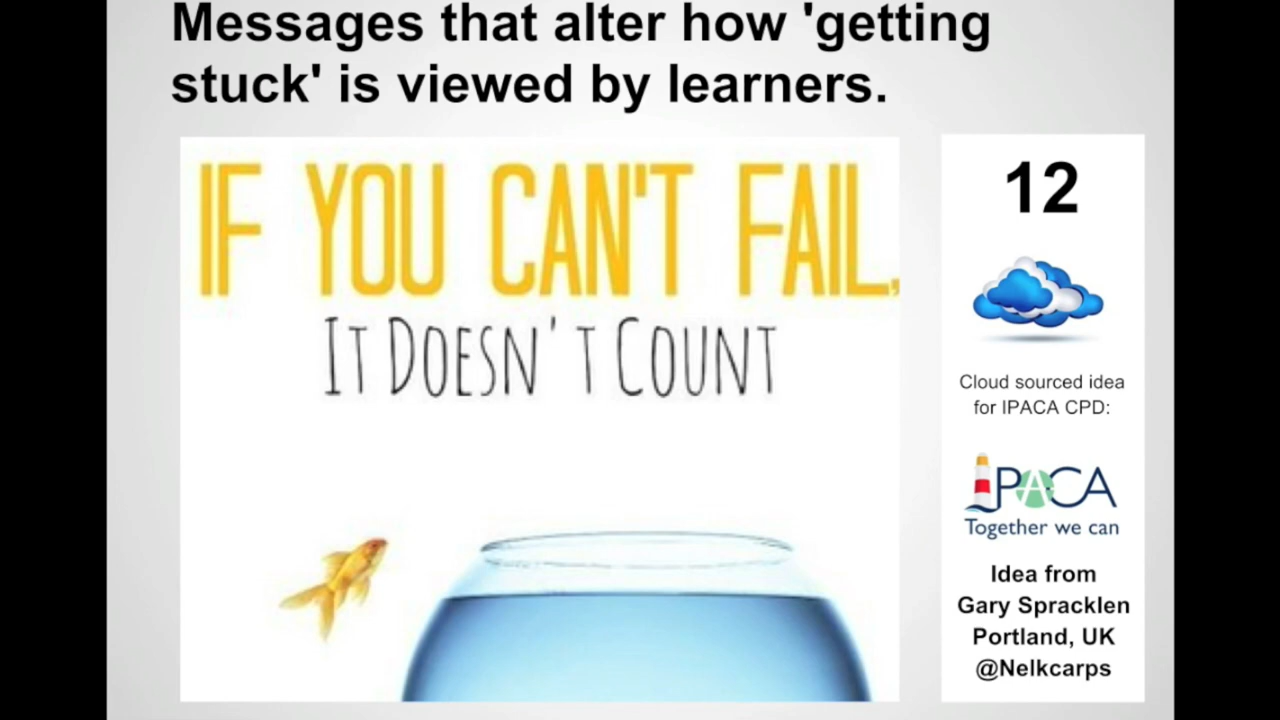 Messages that alter how 'getting
stuck' is viewed by learners.
IF YOU CAN'T FAIL,
IT DOESN'T COUNT
12
Cloud sourced idea
for IPACA CPD:
IPACA
Together we can
Idea from
Gary Spracklen
Portland, UK
@Nelkcarps